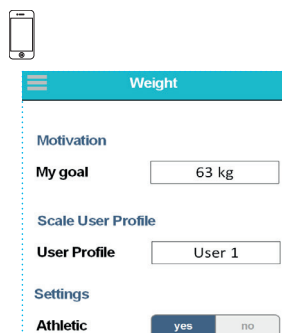 Weight
Motivation
My goal 63 kg
Scale User Profile
User Profile User 1
Settings
Athletic yes no